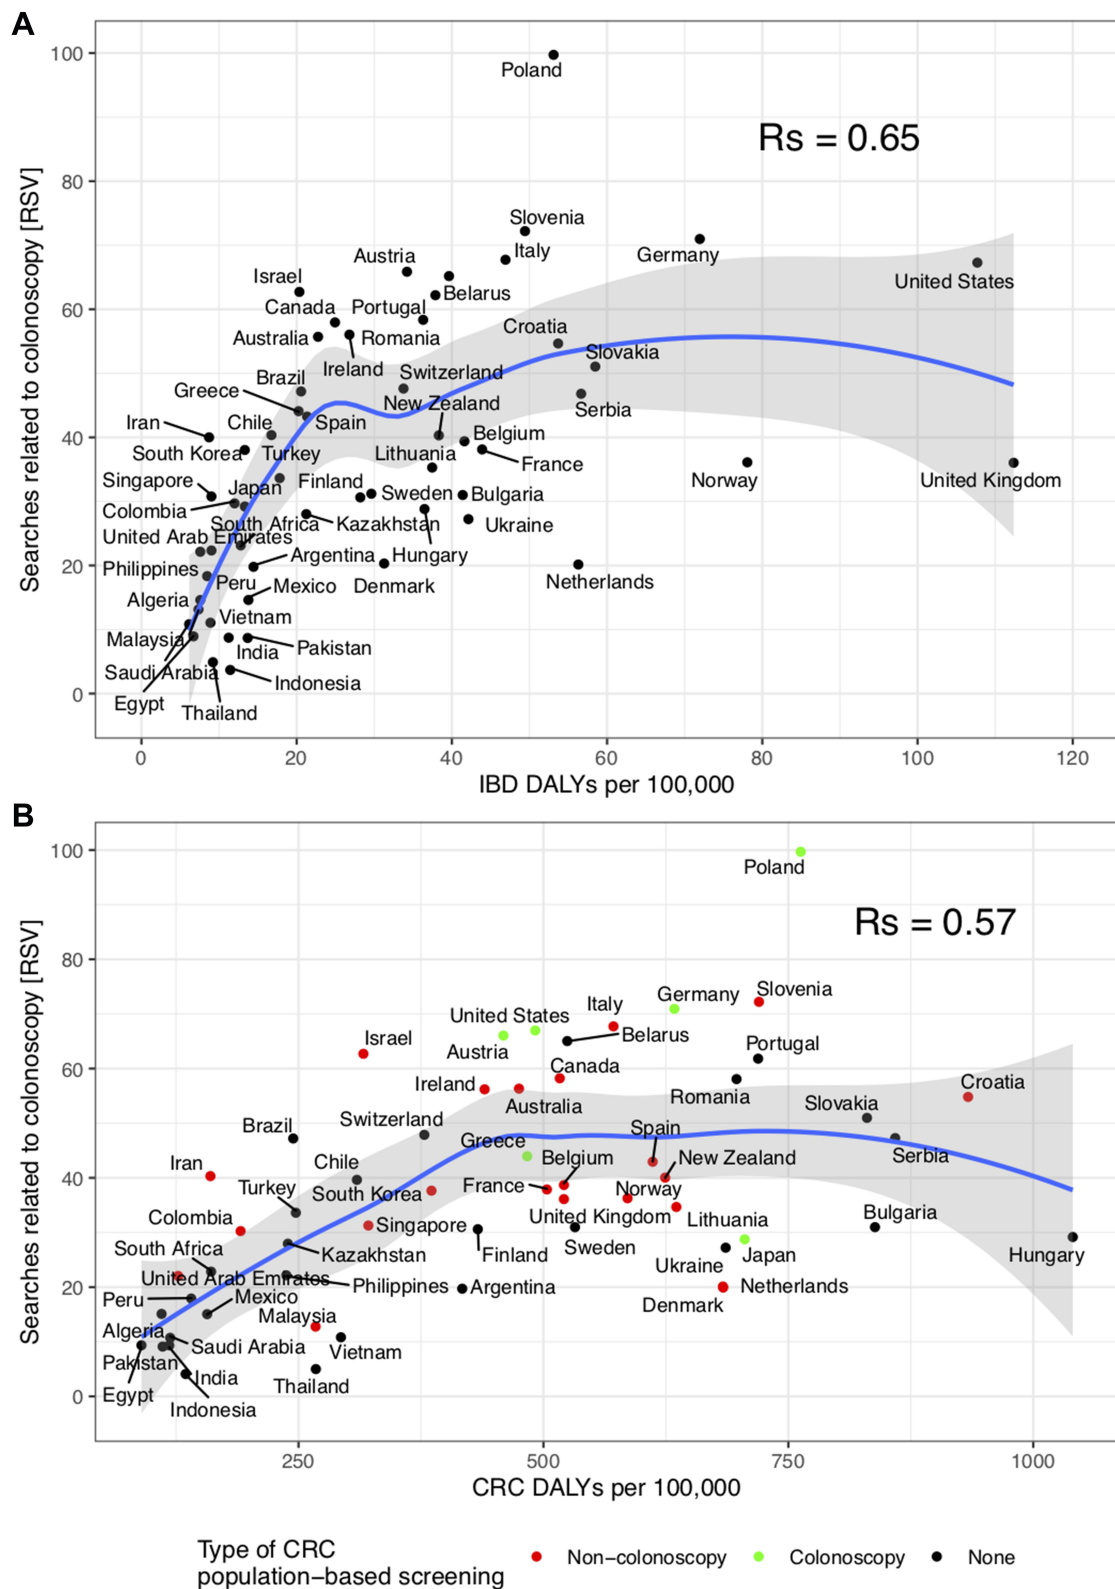 A
Searches related to colonoscopy [RSV]
100
80
60
40
20
0
Poland
Rs = 0.65
Slovenia
Italy
Germany
Austria
United States
Israel
Belarus
Canada
Portugal
Croatia
Australia
Romania
Slovakia
Ireland
Switzerland
Brazil
Greece
New Zealand
Serbia
Iran
Chile
Spain
Belgium
South Korea
Turkey
Lithuania
France
Singapore
Japan
Finland
Sweden
Bulgaria
Norway
United Kingdom
Colombia
South Africa
Kazakhstan
Ukraine
United Arab Emirates
Argentina
Hungary
Philippines
Peru
Mexico
Denmark
Netherlands
Algeria
Vietnam
Malaysia
India
Pakistan
Saudi Arabia
Indonesia
Egypt
Thailand
0 20 40 60 80 100 120
IBD DALYs per 100,000
B
Searches related to colonoscopy [RSV]
100
80
60
40
20
0
Poland
Rs = 0.57
Slovenia
Germany
Italy
United States
Belarus
Israel
Austria
Portugal
Canada
Ireland
Croatia
Australia
Romania
Slovakia
Switzerland
Brazil
Greece
Spain
Serbia
Iran
Chile
Belgium
New Zealand
Turkey
South Korea
France
Norway
Colombia
Singapore
United Kingdom
Lithuania
Bulgaria
South Africa
Kazakhstan
Finland
Sweden
Japan
Hungary
Ukraine
United Arab Emirates
Philippines
Argentina
Netherlands
Peru
Mexico
Denmark
Malaysia
Algeria
Saudi Arabia
Vietnam
Pakistan
India
Thailand
Egypt
Indonesia
250 500 750 1000
CRC DALYs per 100,000
Type of CRC
population−based screening
Non−colonoscopy
Colonoscopy
None